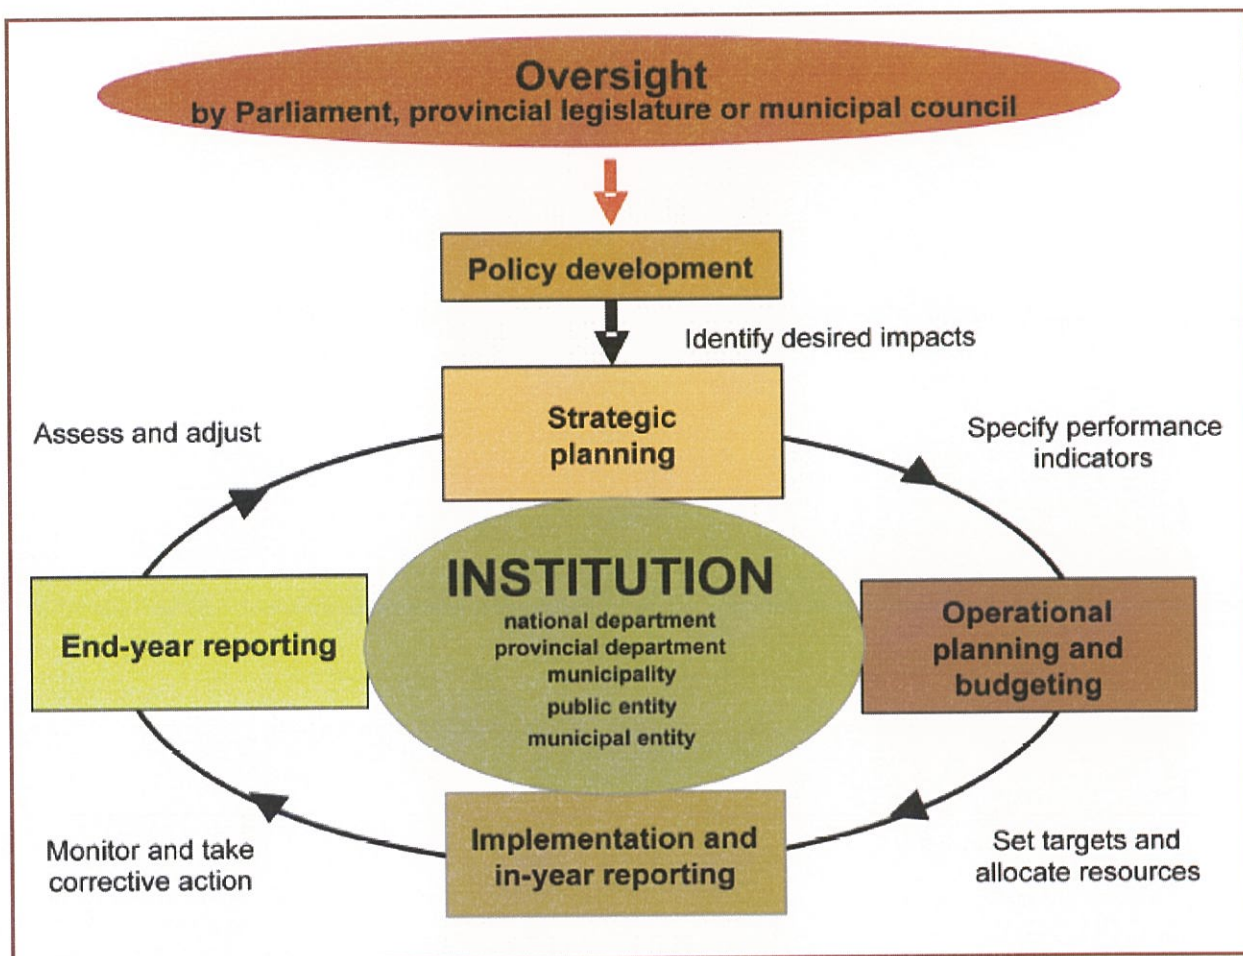 Oversight
by Parliament, provincial legislature or municipal council
Policy development
Identify desired impacts
Strategic
planning
Assess and adjust
Specify performance
indicators
INSTITUTION
national department
provincial department
municipality
public entity
municipal entity
End-year reporting
Operational
planning and
budgeting
Implementation and
in-year reporting
Monitor and take
corrective action
Set targets and
allocate resources